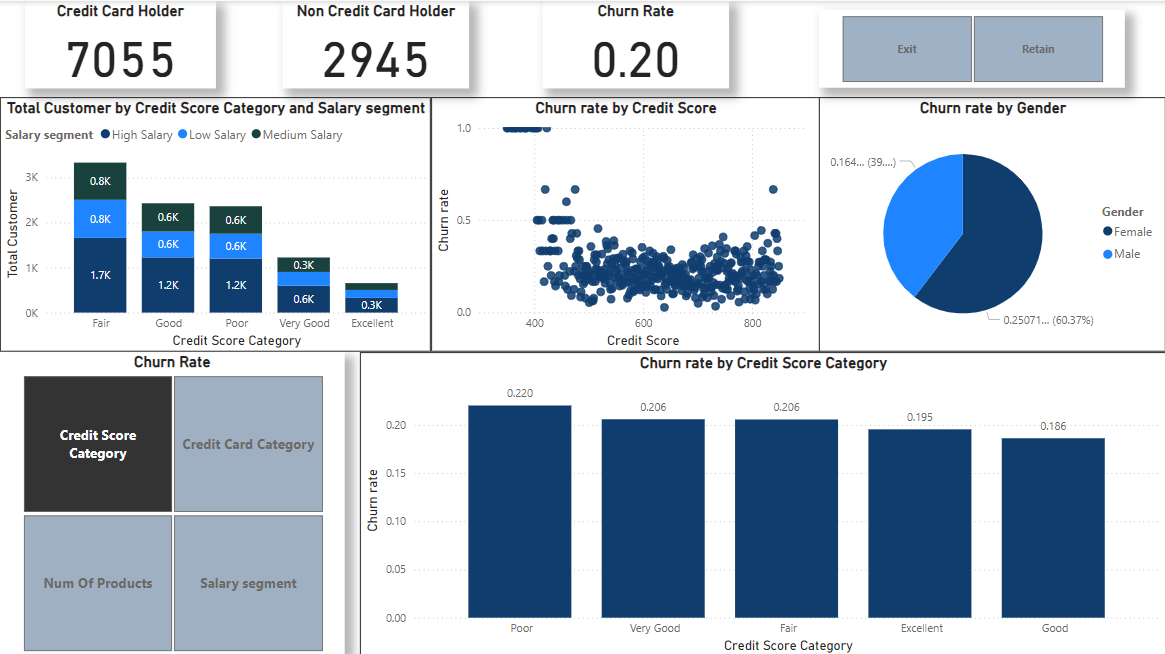 Credit Card Holder
7055
Non Credit Card Holder
2945
Churn Rate
0.20
Exit
Retain
Total Customer by Credit Score Category and Salary segment
Salary segment High Salary Low Salary Medium Salary
Total Customer
3K
2K
1K
0K
0.8K
0.8K
1.7K
0.6K
0.6K
1.2K
0.6K
0.6K
1.2K
0.3K
0.6K
0.3K
Fair Good Poor Very Good Excellent
Credit Score Category
Churn rate by Credit Score
Churn rate
1.0
0.5
0.0
400 600 800
Credit Score
Churn rate by Gender
0.164... (39....)
0.25071... (60.37%)
Gender
Female
Male
Churn Rate
Credit Score
Category
Credit Card Category
Num Of Products
Salary segment
Churn rate by Credit Score Category
Churn rate
0.20
0.15
0.10
0.05
0.00
0.220
0.206
0.206
0.195
0.186
Poor Very Good Fair Excellent Good
Credit Score Category